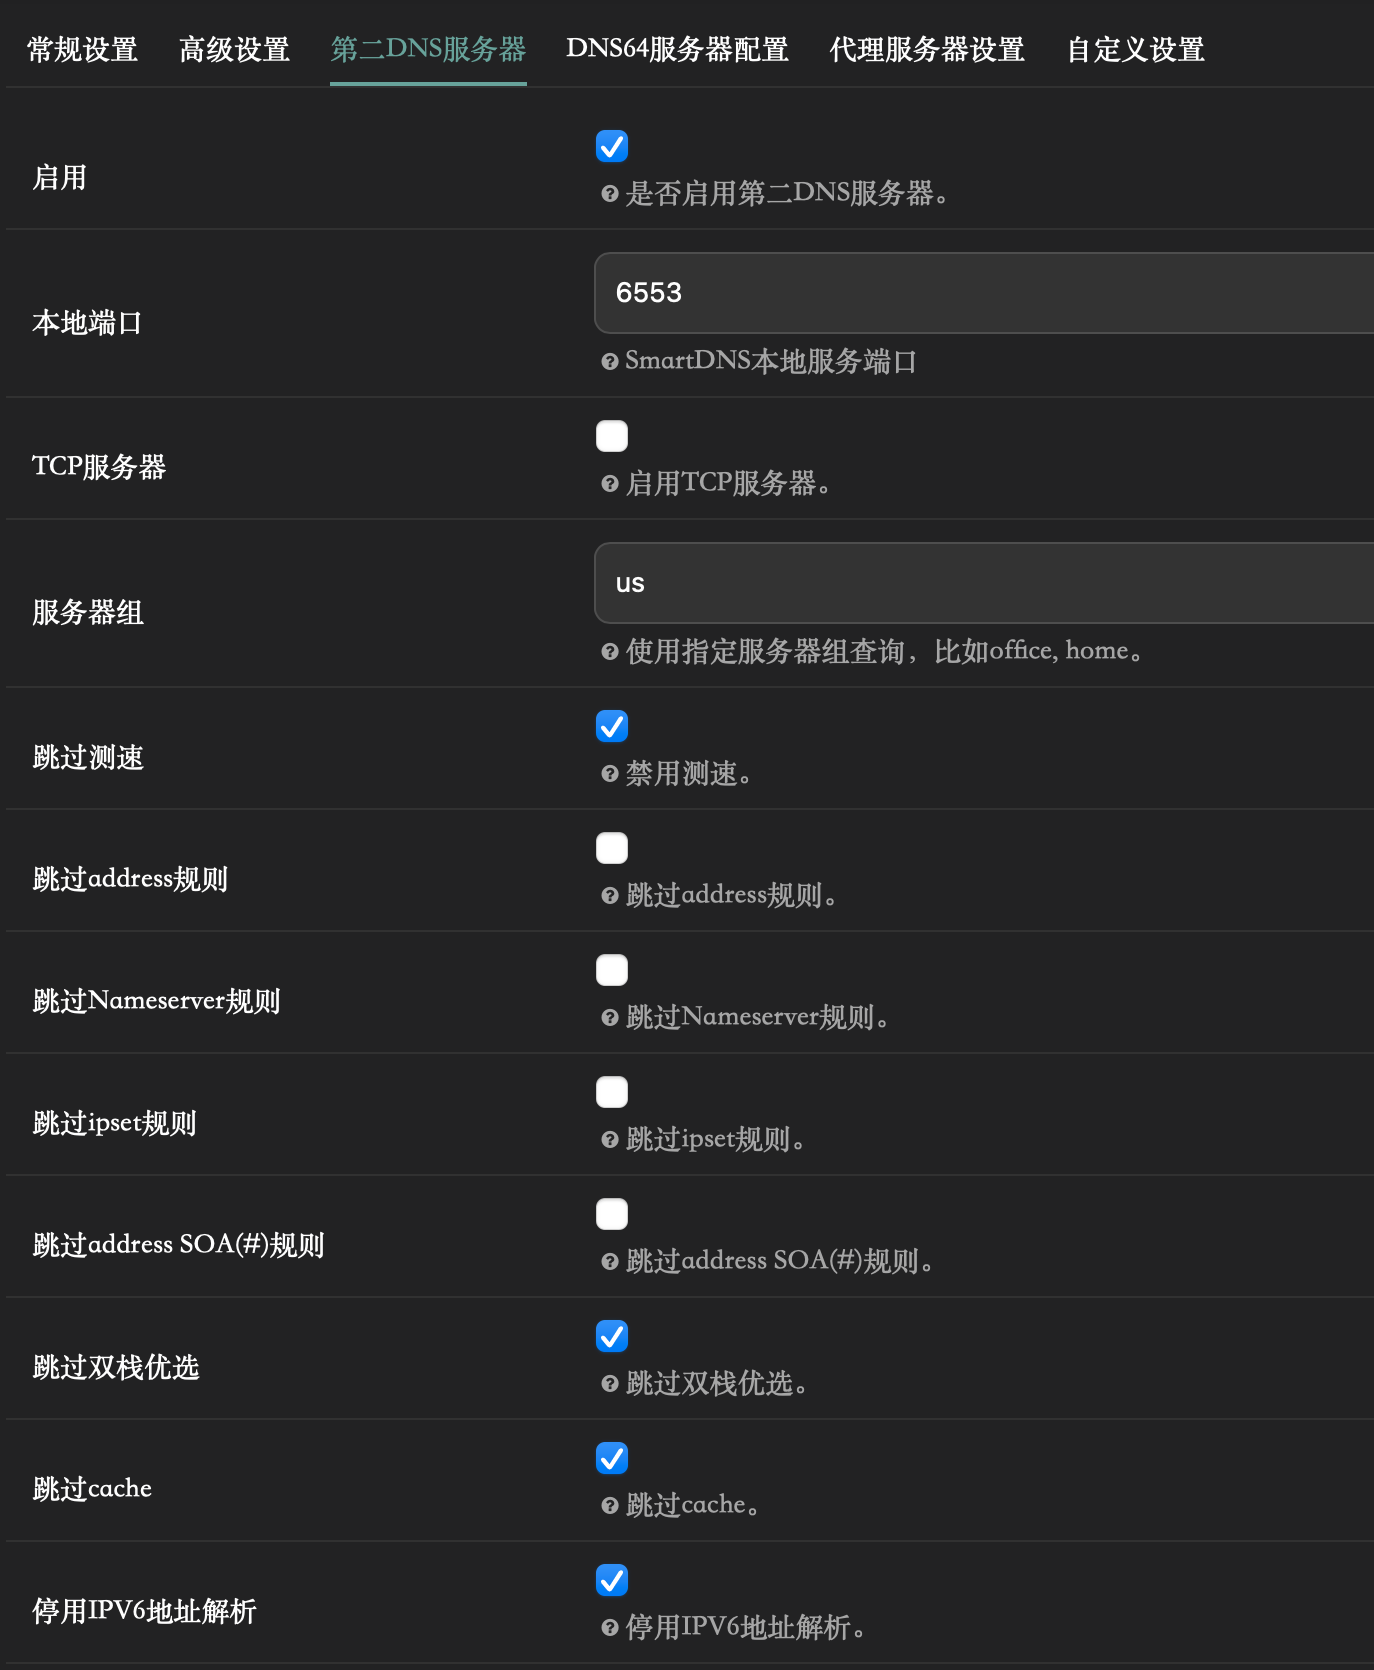 常规设置 高级设置 第二DNS服务器 DNS64服务器配置 代理服务器设置 自定义设置
启用
是否启用第二DNS服务器。
本地端口
6553
SmartDNS本地服务端口
TCP服务器
启用TCP服务器。
服务器组
us
使用指定服务器组查询，比如office, home。
跳过测速
禁用测速。
跳过address规则
跳过address规则。
跳过Nameserver规则
跳过Nameserver规则。
跳过ipset规则
跳过ipset规则。
跳过address SOA(#)规则
跳过address SOA(#)规则。
跳过双栈优选
跳过双栈优选。
跳过cache
跳过cache。
停用IPV6地址解析
停用IPV6地址解析。